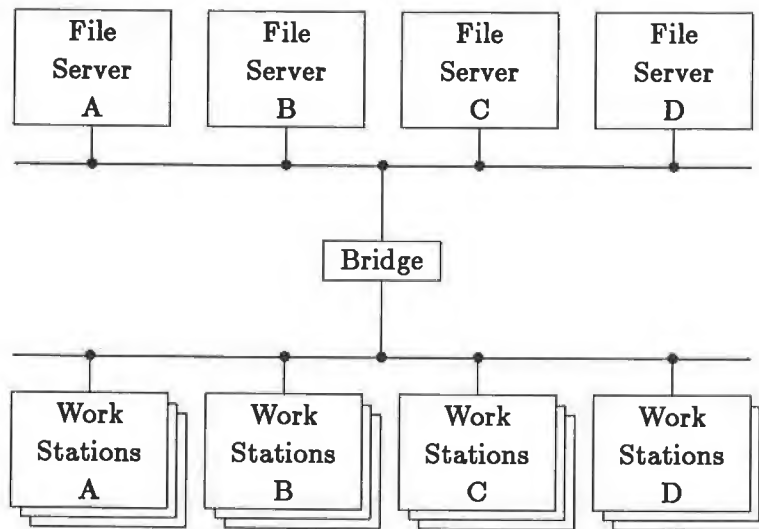 File
Server
A
File
Server
B
File
Server
C
File
Server
D
Bridge
Work
Stations
A
Work
Stations
B
Work
Stations
C
Work
Stations
D